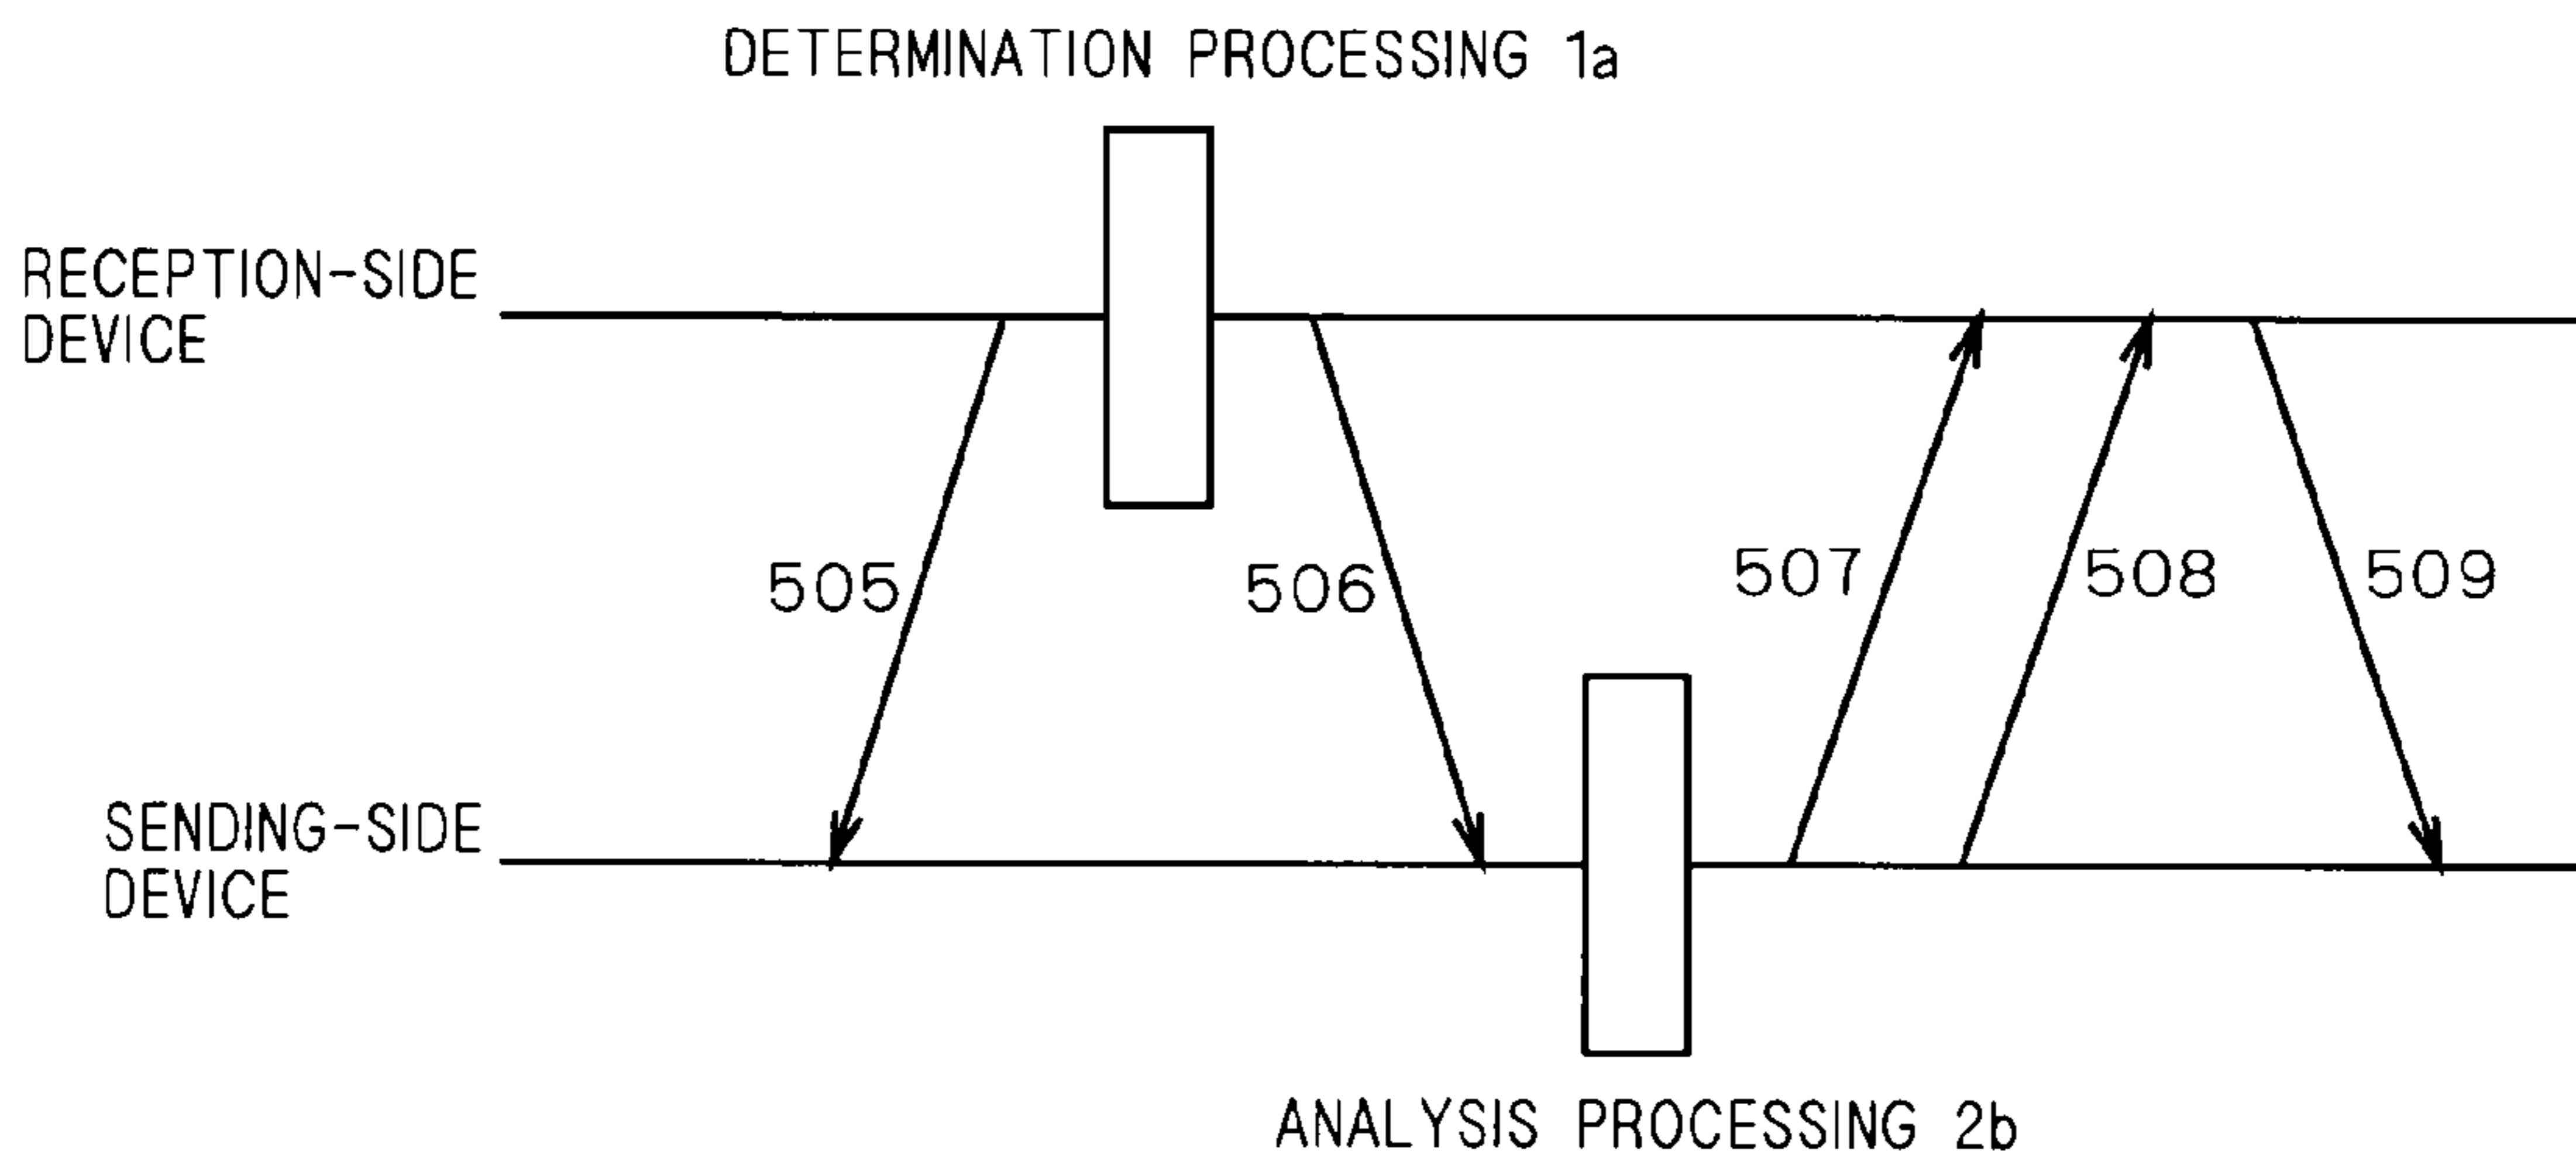 DETERMINATION PROCESSING 1a
RECEPTION-SIDE
DEVICE
505
506
507
508
509
SENDING-SIDE
DEVICE
ANALYSIS PROCESSING 2b